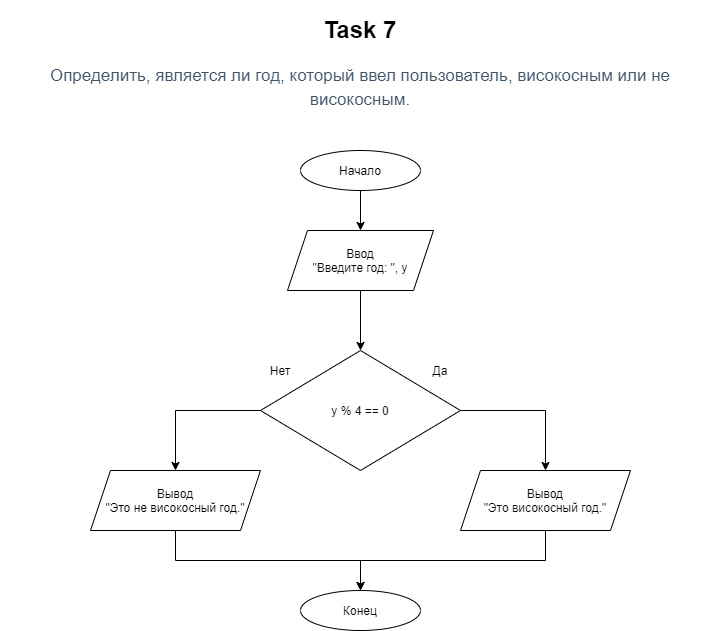 Task 7
Определить, является ли год, который ввел пользователь, високосным или не
високосным.
Начало
Ввод
"Введите год: ", y
Нет
Да
y % 4 == 0
Вывод
"Это не високосный год."
Вывод
"Это високосный год."
Конец